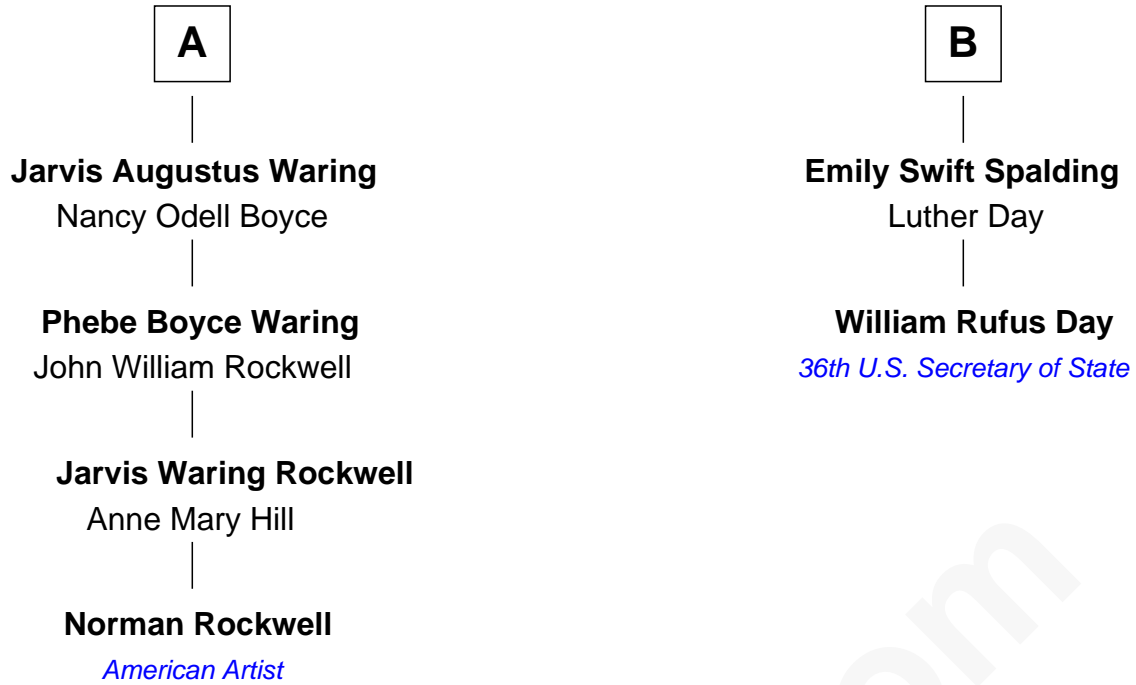 A
Jarvis Augustus Waring
Nancy Odell Boyce
Phebe Boyce Waring
John William Rockwell
Jarvis Waring Rockwell
Anne Mary Hill
Norman Rockwell
American Artist
B
Emily Swift Spalding
Luther Day
William Rufus Day
36th U.S. Secretary of State
om